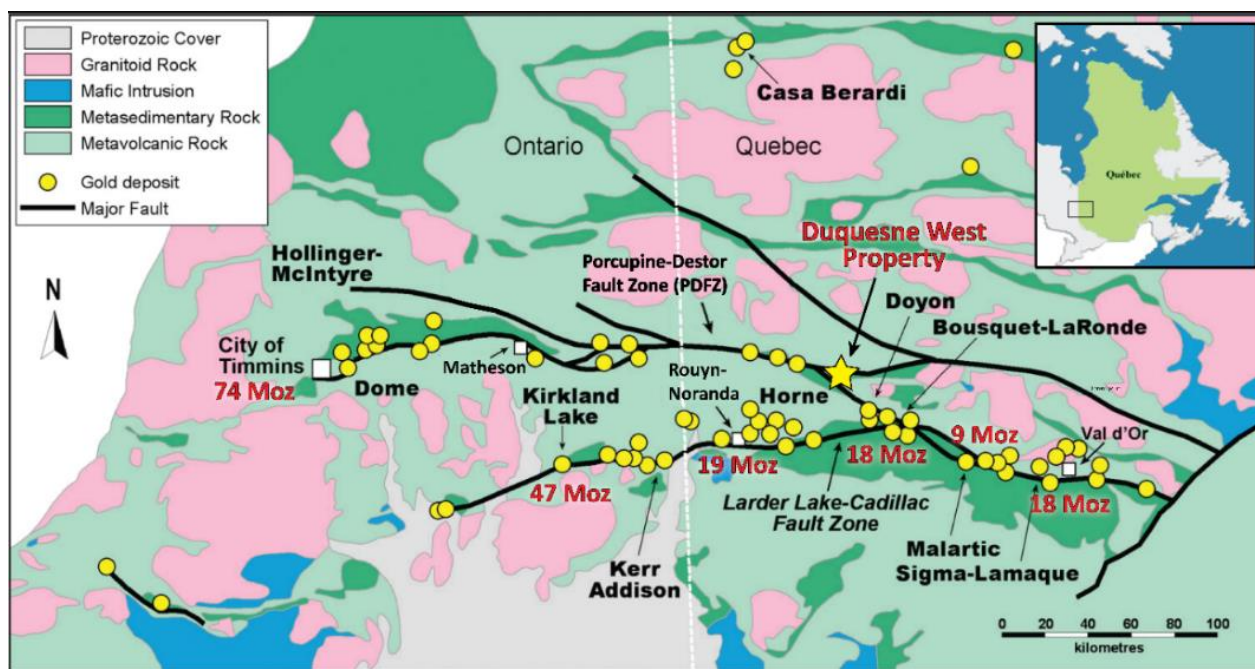 Proterozoic Cover
Granitoid Rock
Mafic Intrusion
Metasedimentary Rock
Metavolcanic Rock
Gold deposit
Major Fault
Casa Berardi
Ontario
Quebec
Québec
Duquesne West
Property
Hollinger-
McIntyre
Porcupine-Destor
Fault Zone (PDFZ)
Doyon
Bousquet-LaRonde
N
City of
Timmins
74 Moz
Dome
Matheson
Kirkland
Lake
Rouyn-
Noranda
Horne
9 Moz
Val d'Or
47 Moz
19 Moz
18 Moz
18 Moz
Larder Lake-Cadillac
Fault Zone
Kerr
Addison
Malartic
Sigma-Lamaque
0 20 40 60 80 100
kilometres